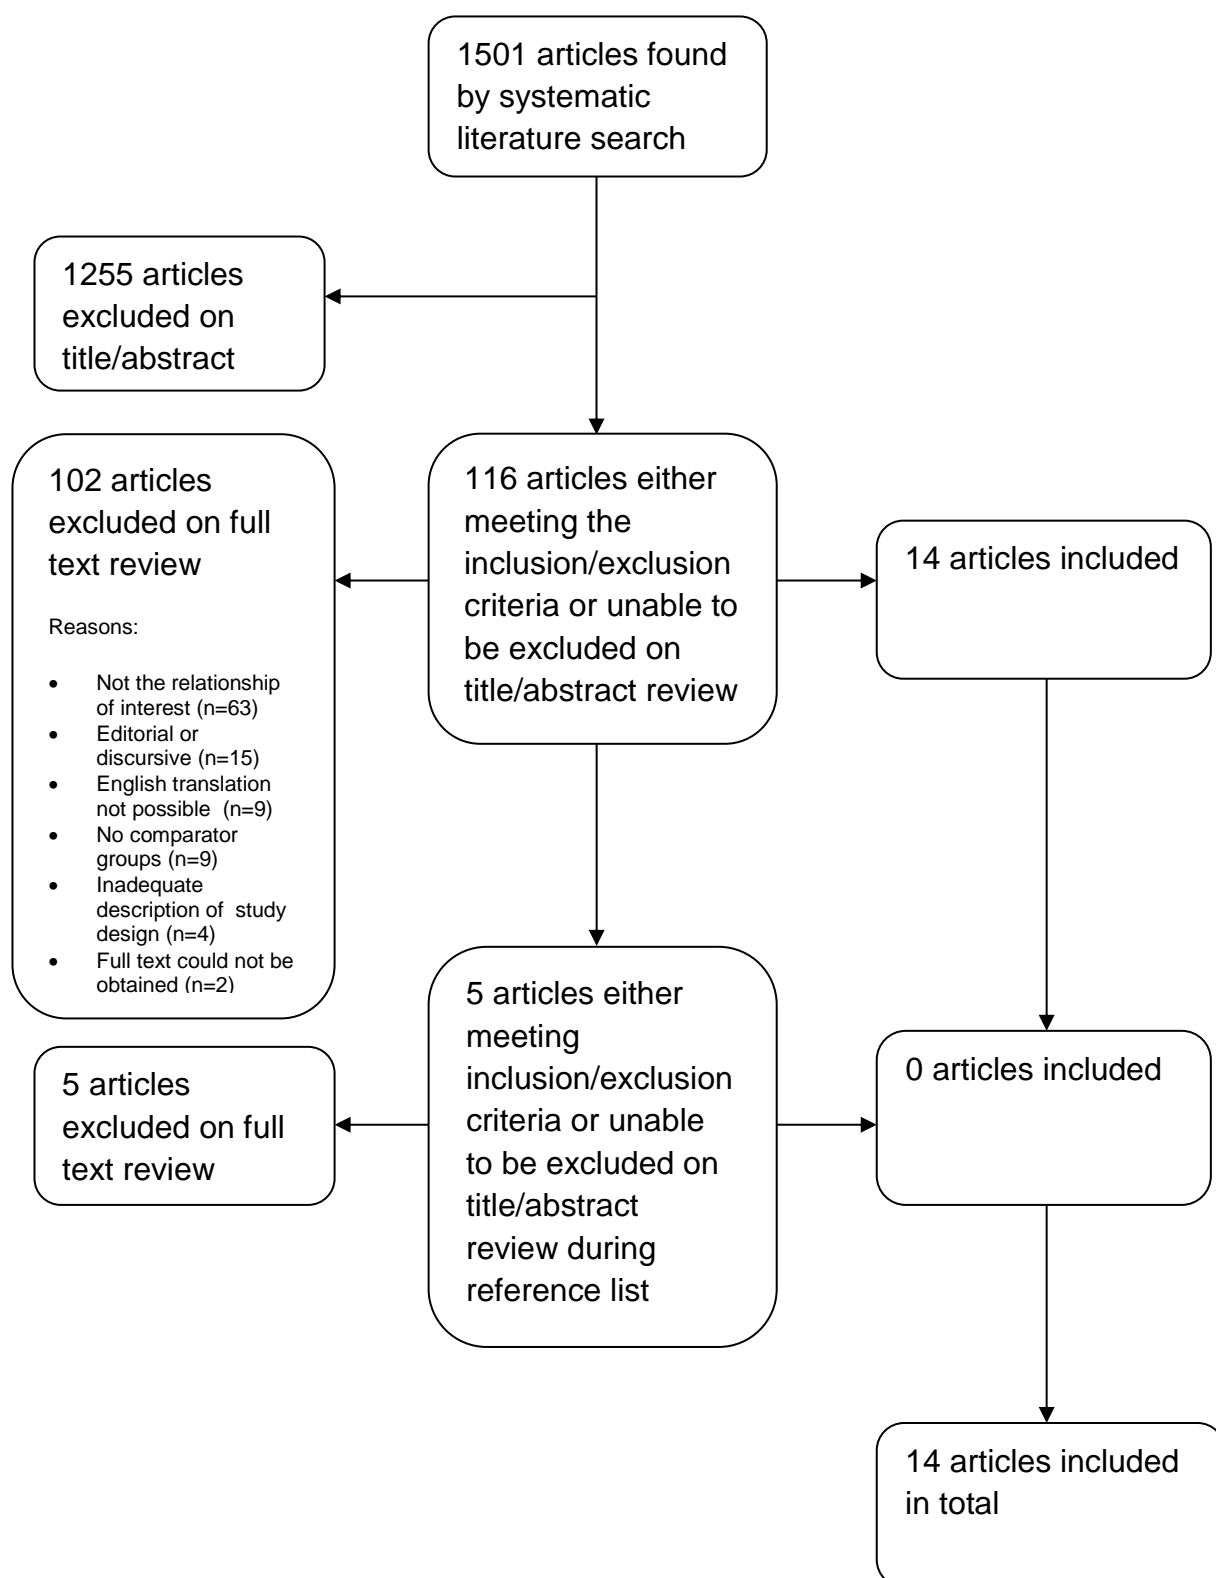 1501 articles found
by systematic
literature search
1255 articles
excluded on
title/abstract
102 articles
excluded on full
text review
Reasons:
• Not the relationship
of interest (n=63)
• Editorial or
discursive (n=15)
• English translation
not possible (n=9)
• No comparator
groups (n=9)
• Inadequate
description of study
design (n=4)
• Full text could not be
obtained (n=2)
116 articles either
meeting the
inclusion/exclusion
criteria or unable to
be excluded on
title/abstract review
14 articles included
5 articles
excluded on full
text review
5 articles either
meeting
inclusion/exclusion
criteria or unable
to be excluded on
title/abstract
review during
reference list
0 articles included
14 articles included
in total